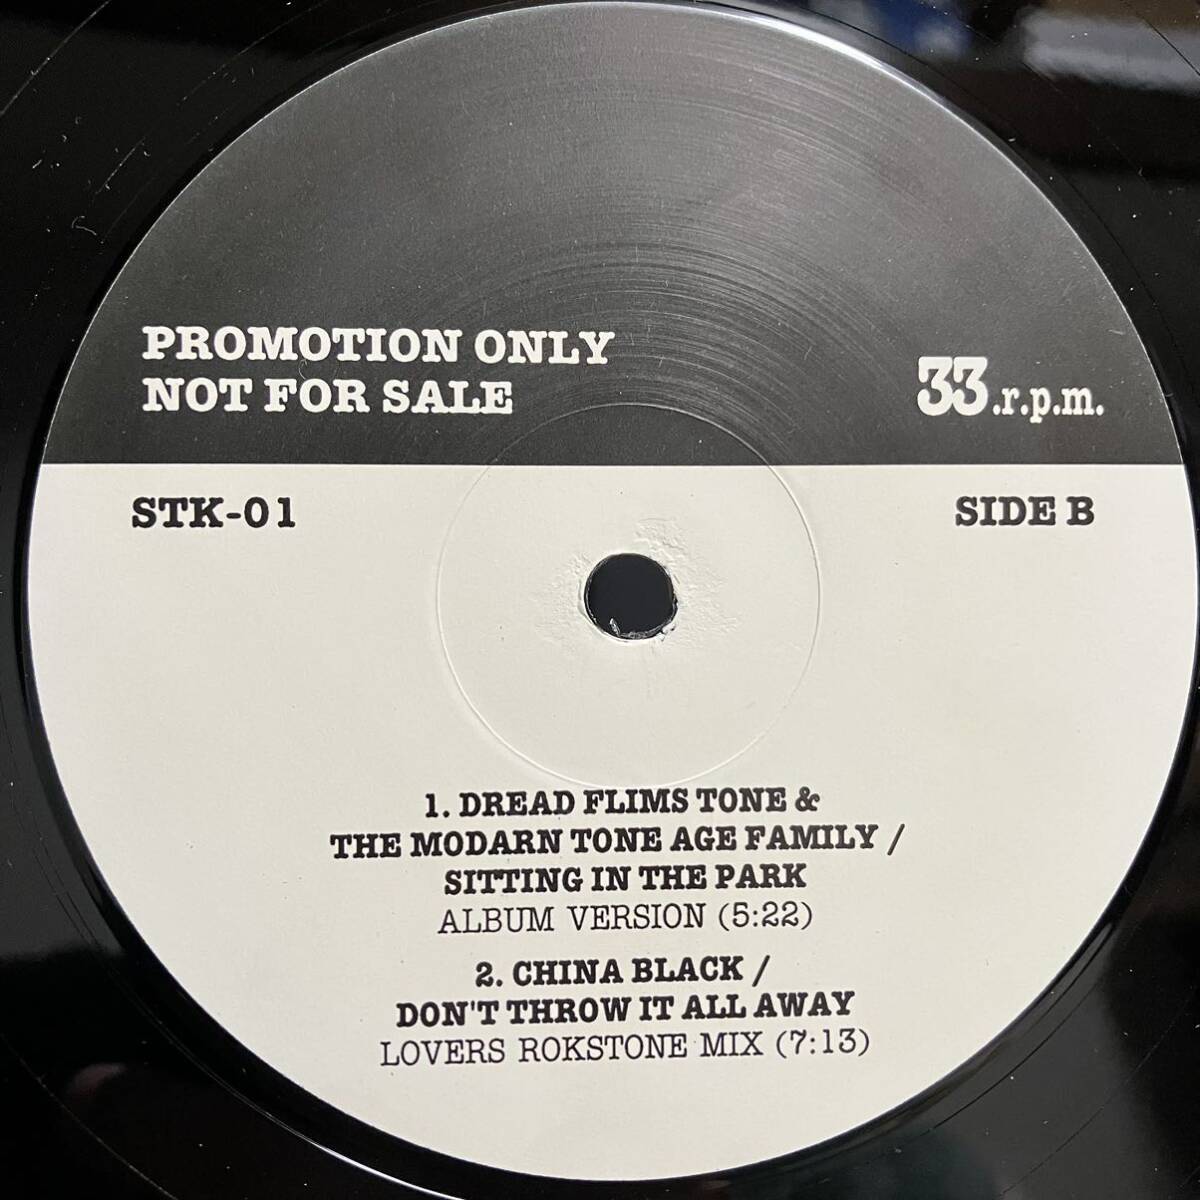 PROMOTION ONLY
NOT FOR SALE
33.r.p.m.
STK-01
SIDE B
1. DREAD FLIMS TONE &
THE MODARN TONE AGE FAMILY /
SITTING IN THE PARK
ALBUM VERSION (5:22)
2. CHINA BLACK /
DON'T THROW IT ALL AWAY
LOVERS ROKSTONE MIX (7:13)